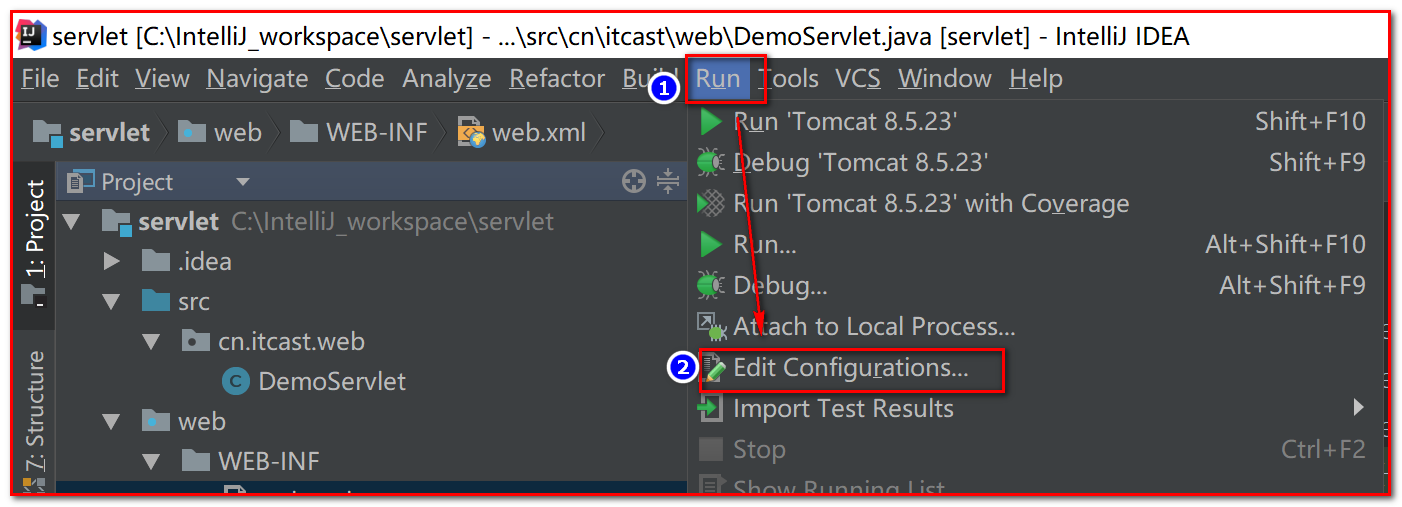 servlet [C:\IntelliJ_workspace\servlet] - ...\src\cn\itcast\web\DemoServlet.java [servlet] - IntelliJ IDEA
File Edit View Navigate Code Analyze Refactor Build Run Tools VCS Window Help
1
servlet web WEB-INF web.xml
Project
1: Project
7: Structure
servlet C:\IntelliJ_workspace\servlet
.idea
src
cn.itcast.web
C DemoServlet
web
WEB-INF
Run 'Tomcat 8.5.23' Shift+F10
Debug 'Tomcat 8.5.23' Shift+F9
Run 'Tomcat 8.5.23' with Coverage
Run... Alt+Shift+F10
Debug... Alt+Shift+F9
Attach to Local Process...
2 Edit Configurations...
Import Test Results
Stop Ctrl+F2
Show Running List